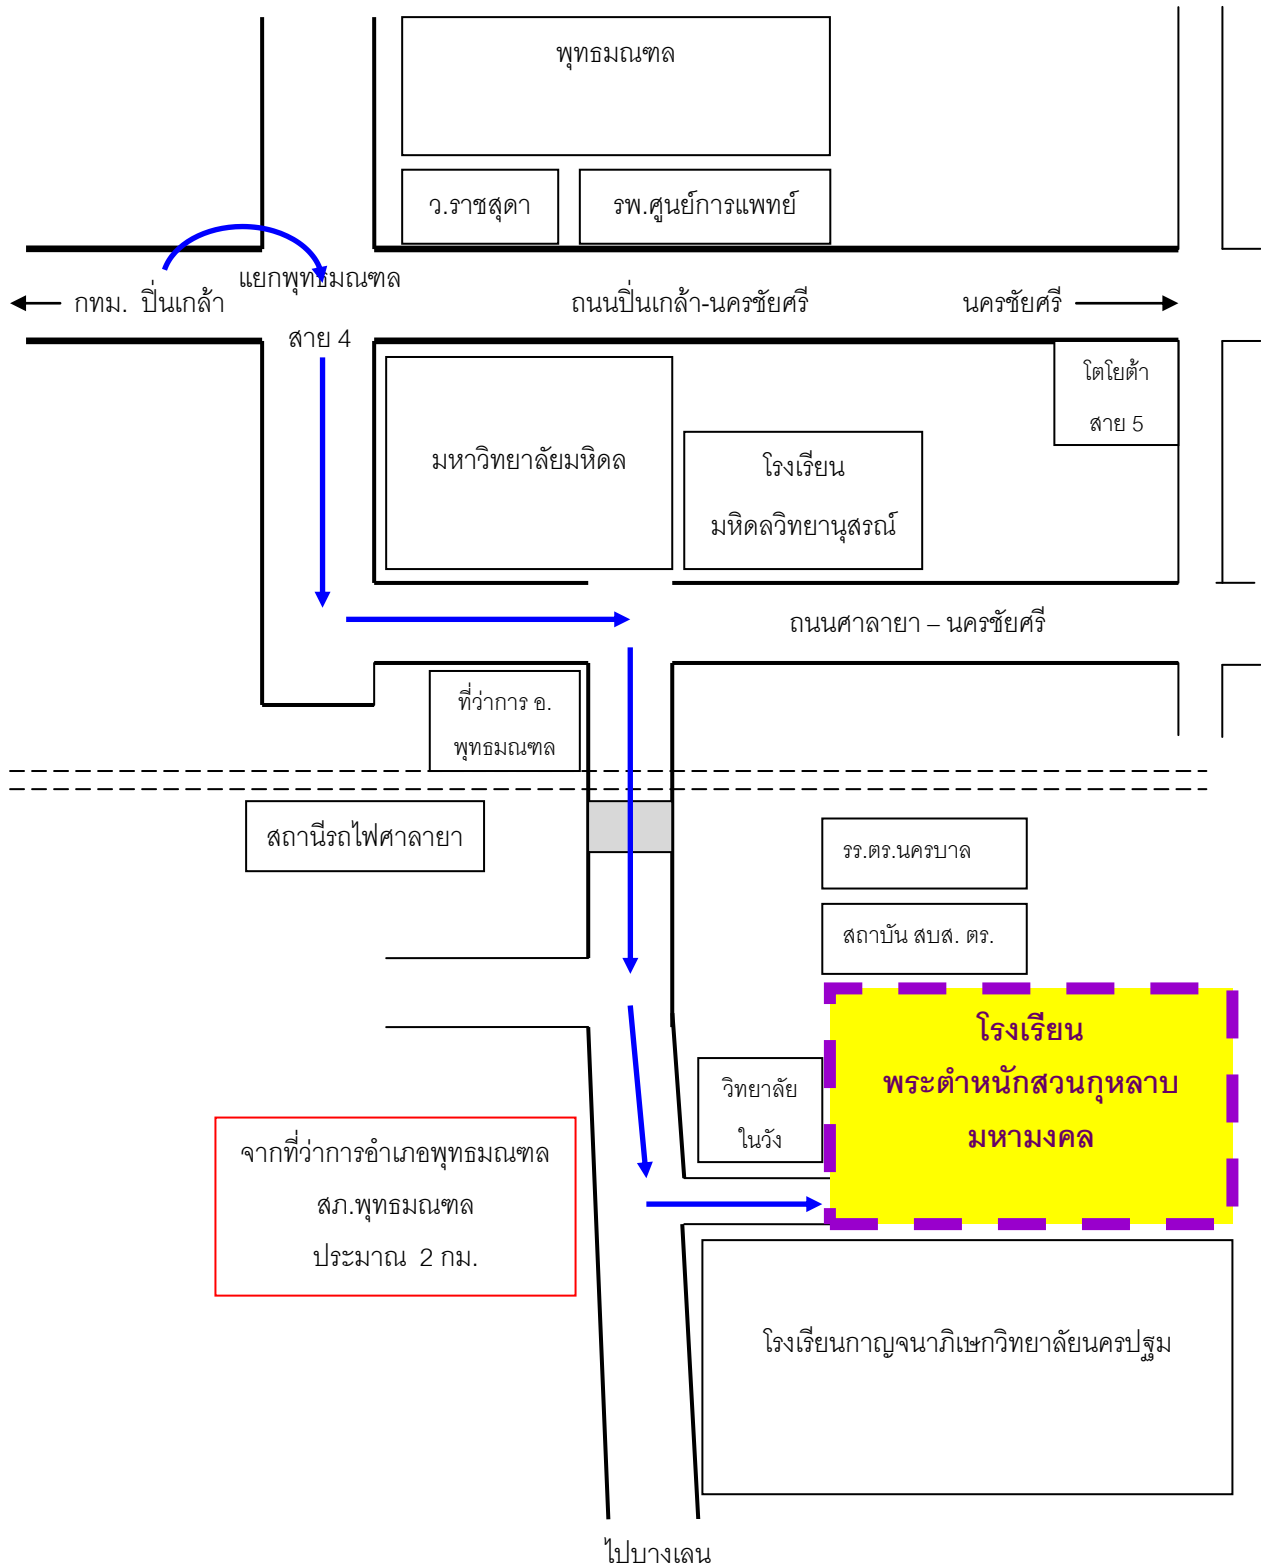 พุทธมณฑล
ว.ราชสุดา
รพ.ศูนย์การแพทย์
แยกพุทธมณฑล
สาย 4
กทม. ปิ่นเกล้า
ถนนปิ่นเกล้า-นครชัยศรี
นครชัยศรี
โตโยต้า
สาย 5
มหาวิทยาลัยมหิดล
โรงเรียน
มหิดลวิทยานุสรณ์
ถนนศาลายา – นครชัยศรี
ที่ว่าการ อ.
พุทธมณฑล
สถานีรถไฟศาลายา
รร.ตร.นครบาล
สถาบัน สบส. ตร.
โรงเรียน
พระตำหนักสวนกุหลาบ
มหามงคล
วิทยาลัย
ในวัง
จากที่ว่าการอำเภอพุทธมณฑล
สภ.พุทธมณฑล
ประมาณ 2 กม.
โรงเรียนกาญจนาภิเษกวิทยาลัยนครปฐม
ไปบางเลน